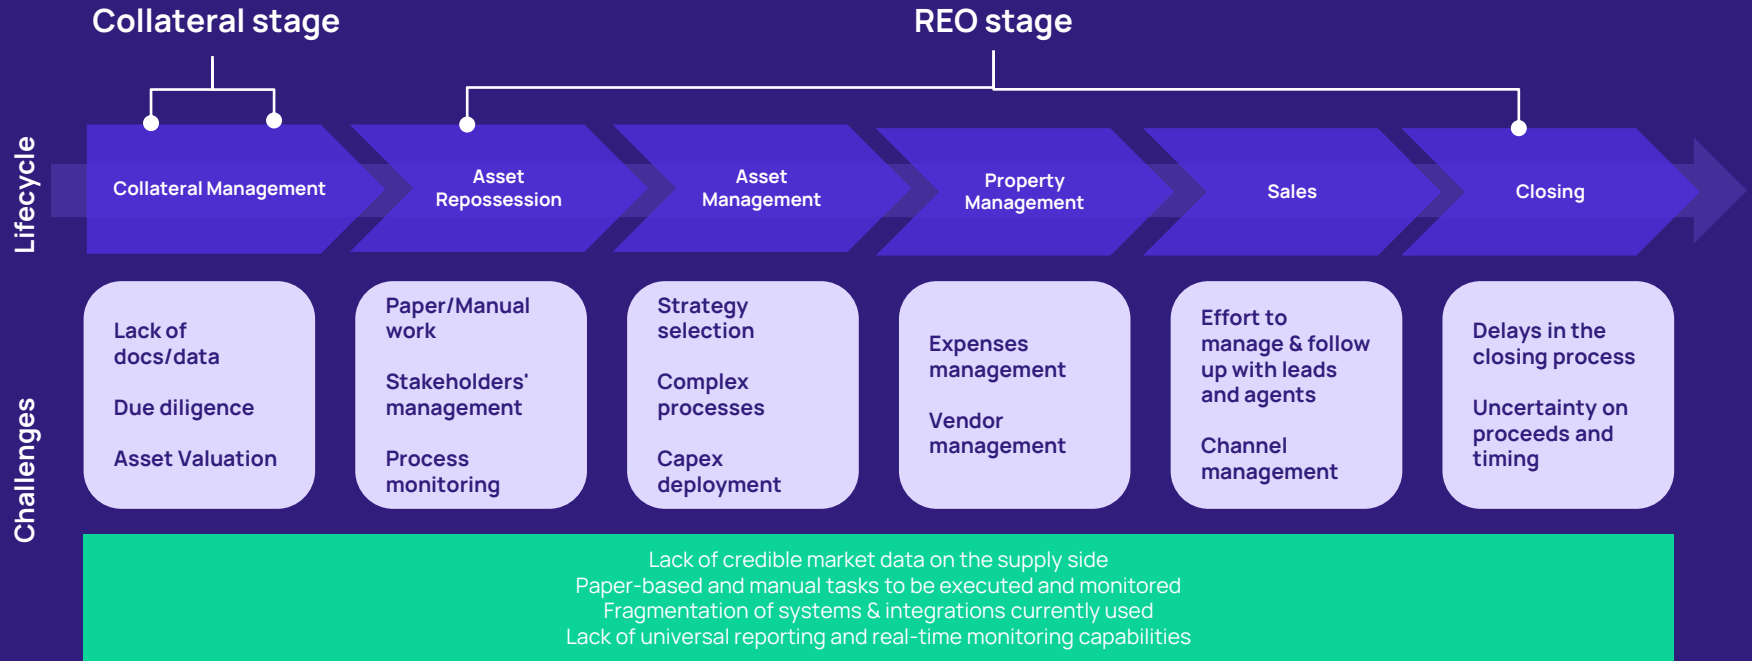 Collateral stage
REO stage
Lifecycle
Collateral Management
Asset
Repossession
Asset
Management
Property
Management
Sales
Closing
Challenges
Lack of
docs/data
Due diligence
Asset Valuation
Paper/Manual
work
Stakeholders'
management
Process
monitoring
Strategy
selection
Complex
processes
Capex
deployment
Expenses
management
Vendor
management
Effort to
manage & follow
up with leads
and agents
Channel
management
Delays in the
closing process
Uncertainty on
proceeds and
timing
Lack of credible market data on the supply side
Paper-based and manual tasks to be executed and monitored
Fragmentation of systems & integrations currently used
Lack of universal reporting and real-time monitoring capabilities